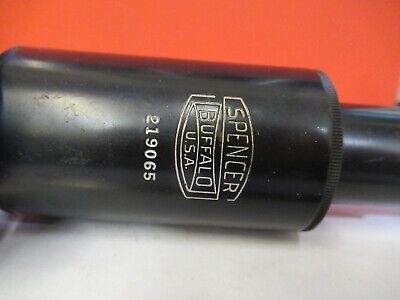 SPENCER
BUFFALO
U.S.A.
219065